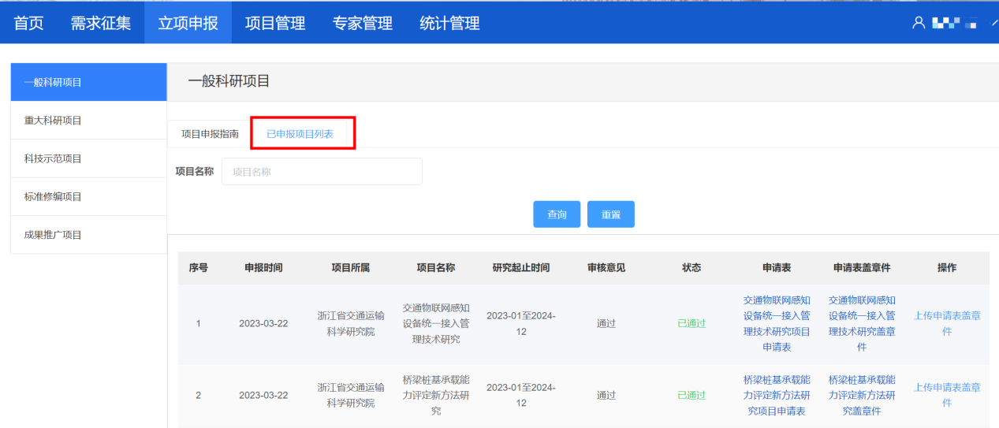 首页 需求征集 立项申报 项目管理 专家管理 统计管理
一般科研项目
重大科研项目
科技示范项目
标准修编项目
成果推广项目
一般科研项目
项目申报指南 已申报项目列表
项目名称 项目名称
查询 重置
序号 申报时间 项目所属 项目名称 研究起止时间 审核意见 状态 申请表 申请表盖章件 操作
1 2023-03-22 浙江省交通运输
科学研究院 交通物联网感知
设备统一接入管
理技术研究 2023-01至2024-
12 通过 已通过 交通物联网感知
设备统一接入管
理技术研究项目
申请表 交通物联网感知
设备统一接入管
理技术研究盖章
件 上传申请表盖章
件
2 2023-03-22 浙江省交通运输
科学研究院 桥梁桩基承载能
力评定新方法研
究 2023-01至2024-
12 通过 已通过 桥梁桩基承载能
力评定新方法研
究项目申请表 桥梁桩基承载能
力评定新方法研
究盖章件 上传申请表盖章
件